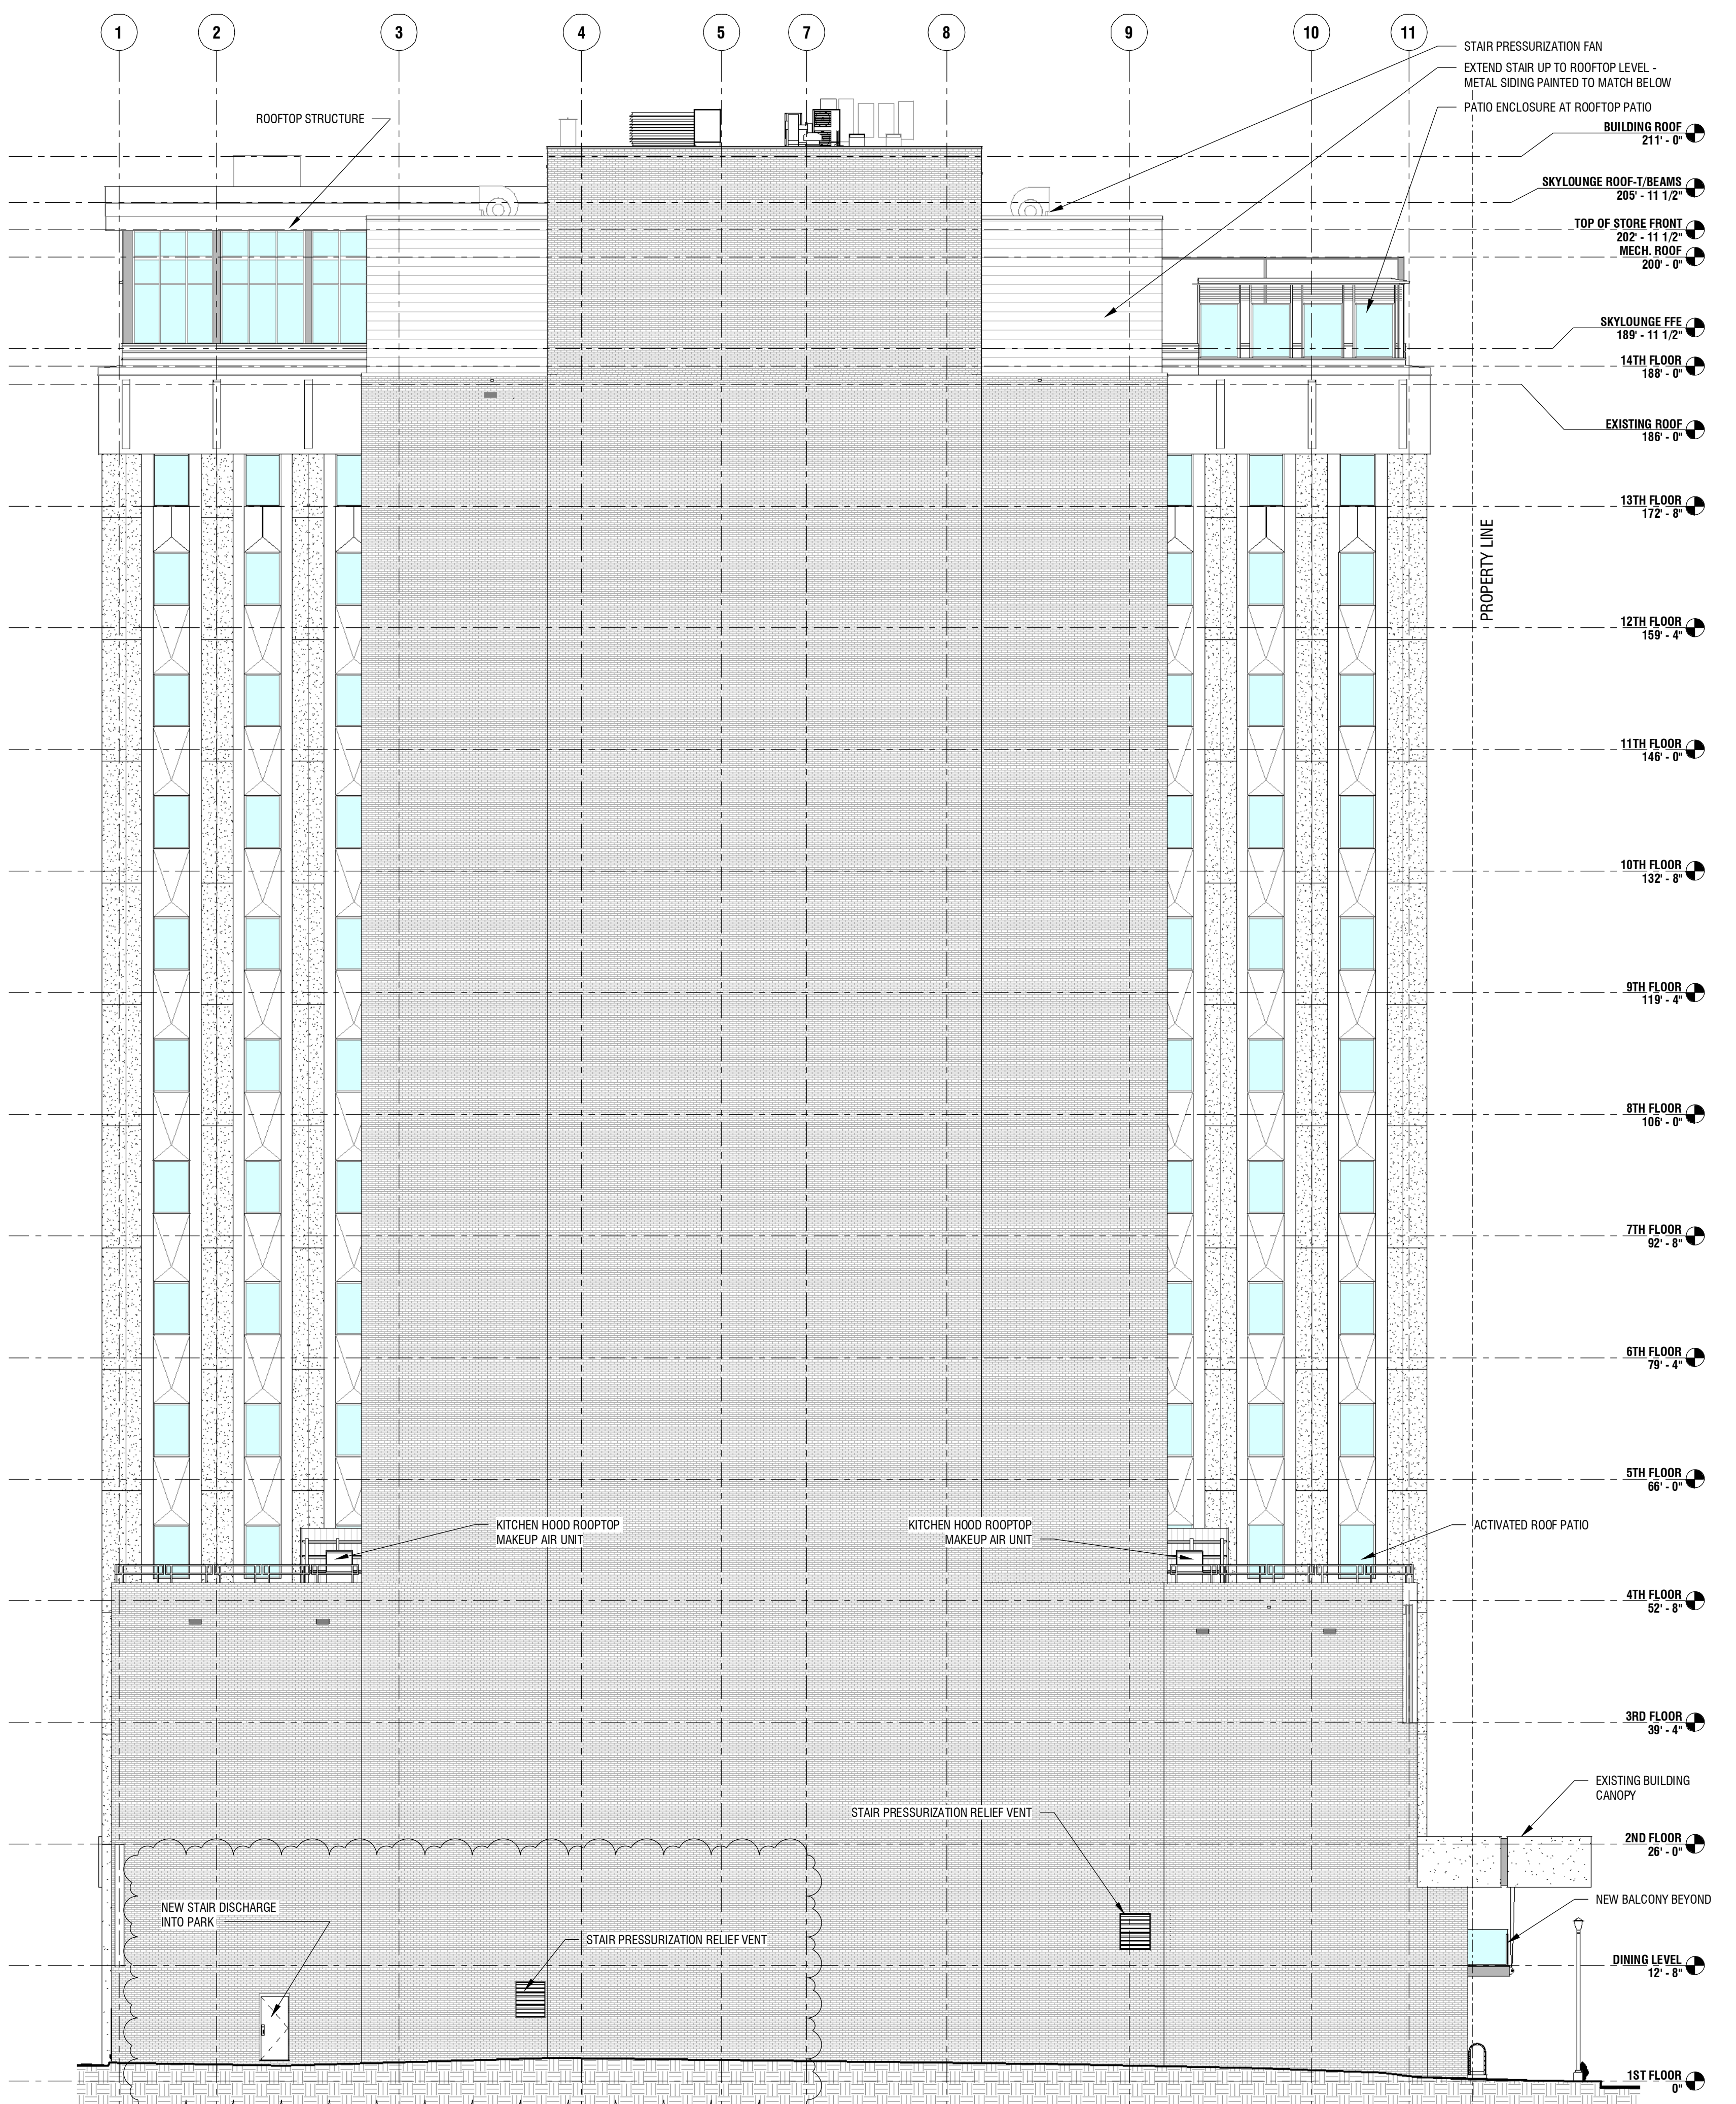 1 2 3 4 5 7 8 9 10 11
STAIR PRESSURIZATION FAN
EXTEND STAIR UP TO ROOFTOP LEVEL -
METAL SIDING PAINTED TO MATCH BELOW
PATIO ENCLOSURE AT ROOFTOP PATIO
ROOFTOP STRUCTURE
BUILDING ROOF
211' - 0"
SKYLOUNGE ROOF-T/BEAMS
205' - 11 1/2"
TOP OF STORE FRONT
202' - 11 1/2"
MECH. ROOF
200' - 0"
SKYLOUNGE FFE
189' - 11 1/2"
14TH FLOOR
188' - 0"
EXISTING ROOF
186' - 0"
13TH FLOOR
172' - 8"
PROPERTY LINE
12TH FLOOR
159' - 4"
11TH FLOOR
146' - 0"
10TH FLOOR
132' - 8"
9TH FLOOR
119' - 4"
8TH FLOOR
106' - 0"
7TH FLOOR
92' - 8"
6TH FLOOR
79' - 4"
5TH FLOOR
66' - 0"
KITCHEN HOOD ROOPTOP
MAKEUP AIR UNIT
KITCHEN HOOD ROOPTOP
MAKEUP AIR UNIT
ACTIVATED ROOF PATIO
4TH FLOOR
52' - 8"
3RD FLOOR
39' - 4"
EXISTING BUILDING
CANOPY
STAIR PRESSURIZATION RELIEF VENT
2ND FLOOR
26' - 0"
NEW BALCONY BEYOND
NEW STAIR DISCHARGE
INTO PARK
STAIR PRESSURIZATION RELIEF VENT
DINING LEVEL
12' - 8"
1ST FLOOR
0"